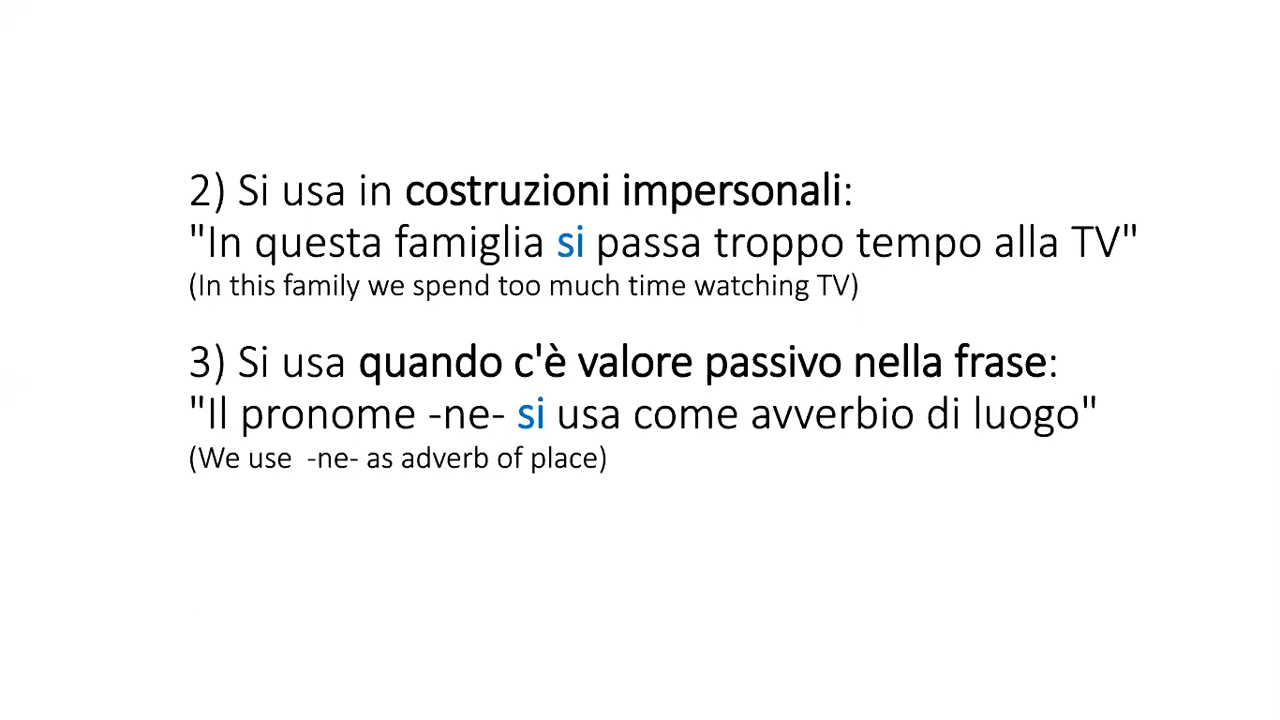 2) Si usa in costruzioni impersonali:
"In questa famiglia si passa troppo tempo alla TV"
(In this family we spend too much time watching TV)
3) Si usa quando c'è valore passivo nella frase:
"Il pronome -ne- si usa come avverbio di luogo"
(We use  -ne- as adverb of place)